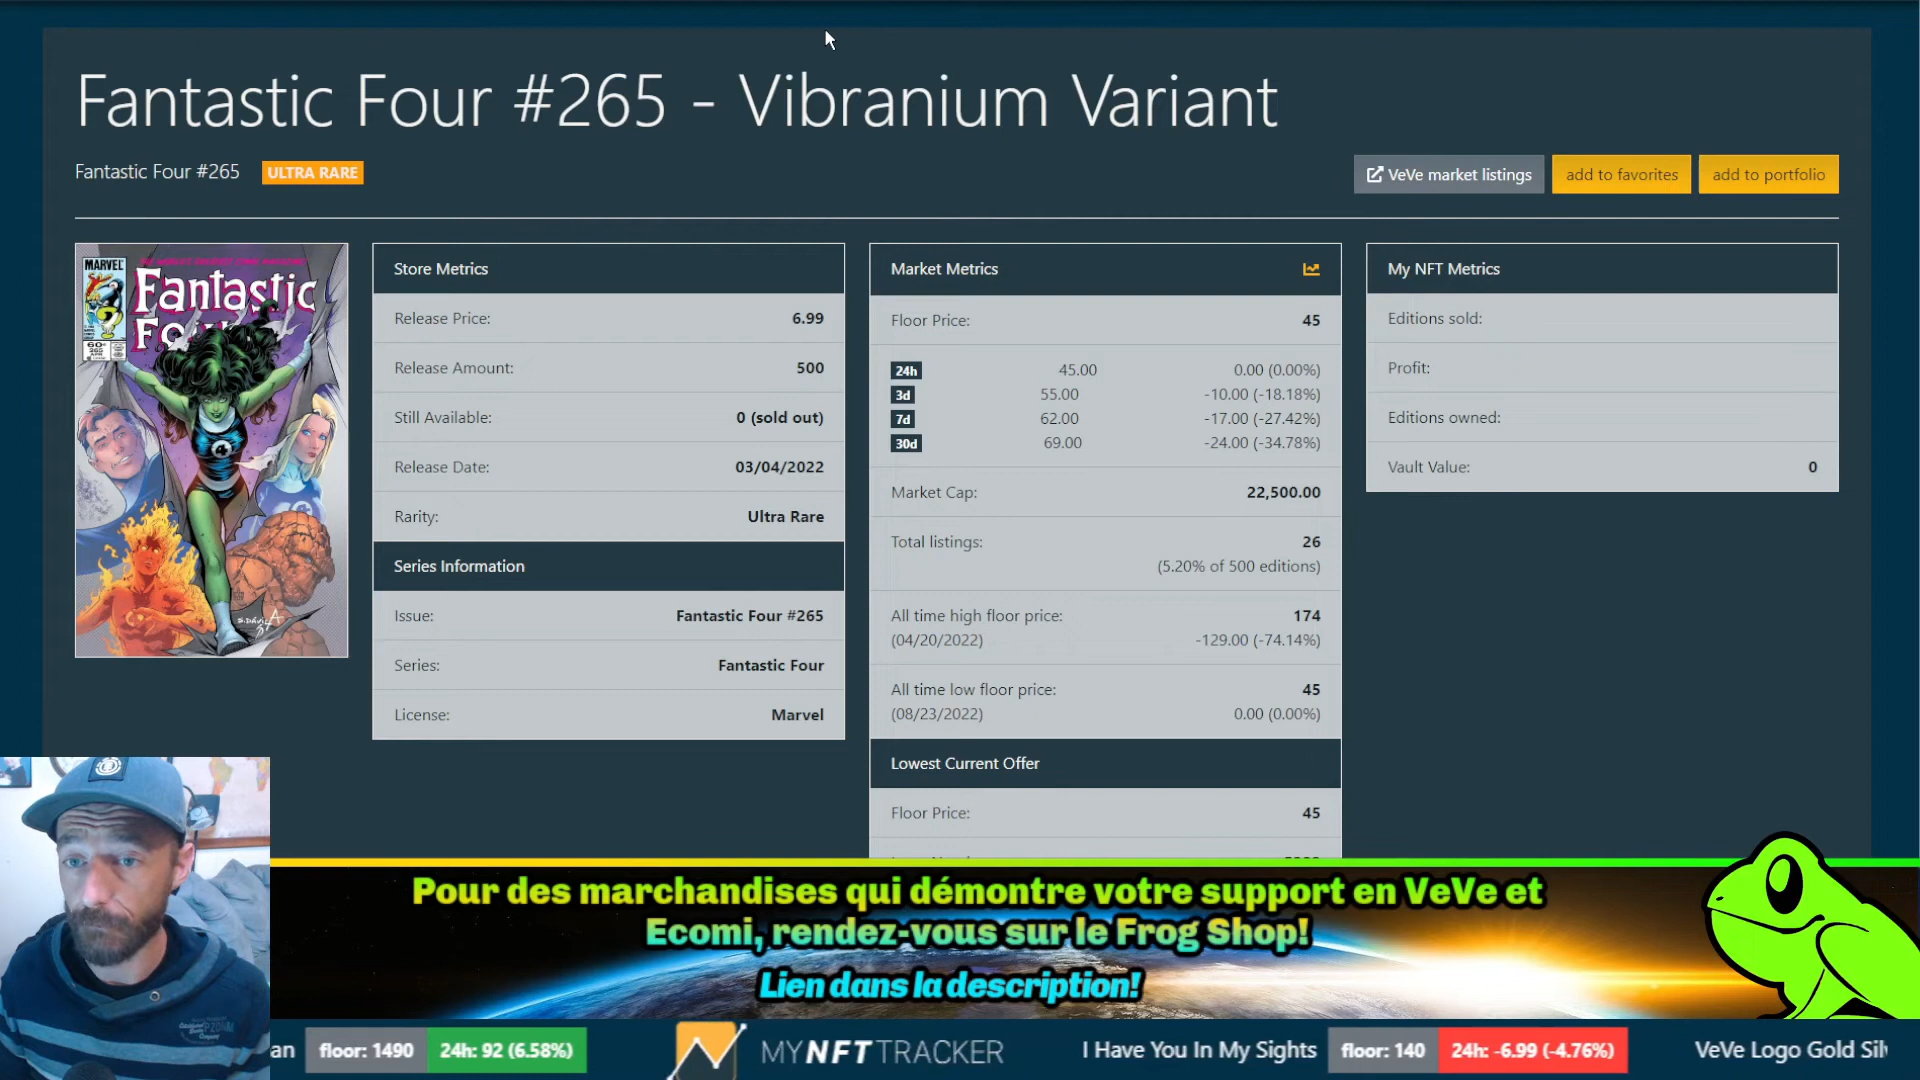 Fantastic Four #265 - Vibranium Variant
Fantastic Four #265 ULTRA RARE
VeVe market listings add to favorites add to portfolio
MARVEL
Fantastic
60¢
265
APR
S. DAVILA
Store Metrics
Release Price: 6.99
Release Amount: 500
Still Available: 0 (sold out)
Release Date: 03/04/2022
Rarity: Ultra Rare
Series Information
Issue: Fantastic Four #265
Series: Fantastic Four
License: Marvel
Market Metrics
Floor Price: 45
24h 45.00 0.00 (0.00%)
3d 55.00 -10.00 (-18.18%)
7d 62.00 -17.00 (-27.42%)
30d 69.00 -24.00 (-34.78%)
Market Cap: 22,500.00
Total listings: 26
(5.20% of 500 editions)
All time high floor price: 174
(04/20/2022) -129.00 (-74.14%)
All time low floor price: 45
(08/23/2022) 0.00 (0.00%)
Lowest Current Offer
Floor Price: 45
My NFT Metrics
Editions sold:
Profit:
Editions owned:
Vault Value: 0
Pour des marchandises qui démontre votre support en VeVe et
Ecomi, rendez-vous sur le Frog Shop!
Lien dans la description!
an floor: 1490 24h: 92 (6.58%) MYNFTTRACKER I Have You In My Sights floor: 140 24h: -6.99 (-4.76%) VeVe Logo Gold Silv